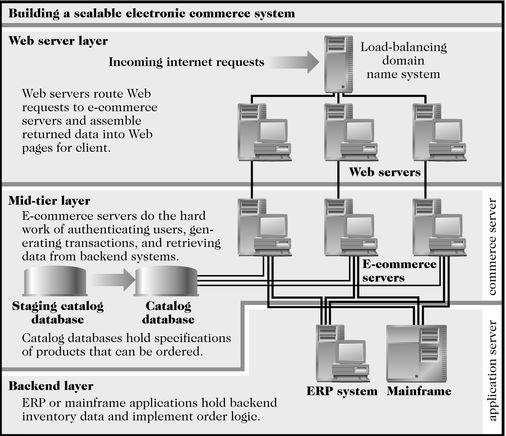 Building a scalable electronic commerce system
Web server layer
Incoming internet requests
Load-balancing
domain
name system
Web servers route Web
requests to e-commerce
servers and assemble
returned data into Web
pages for client.
Web servers
Mid-tier layer
E-commerce servers do the hard
work of authenticating users, gen-
erating transactions, and retrieving
data from backend systems.
commerce server
E-commerce
servers
Staging catalog
database
Catalog
database
Catalog databases hold specifications
of products that can be ordered.
Backend layer
ERP or mainframe applications hold backend
inventory data and implement order logic.
ERP system
Mainframe
application server